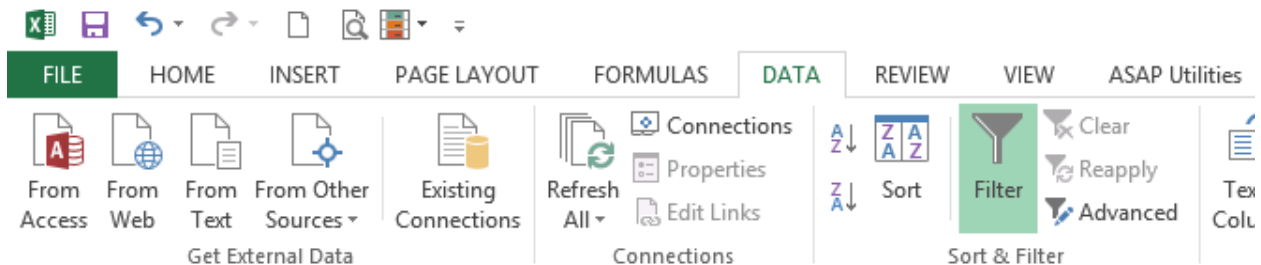 FILE HOME INSERT PAGE LAYOUT FORMULAS DATA REVIEW VIEW ASAP Utilities
From Access
From Web
From Text
From Other Sources
Existing Connections
Get External Data
Refresh All
Connections
Properties
Edit Links
Connections
A Z
Z A
Z A A Z
Sort
Filter
Clear
Reapply
Advanced
Sort & Filter